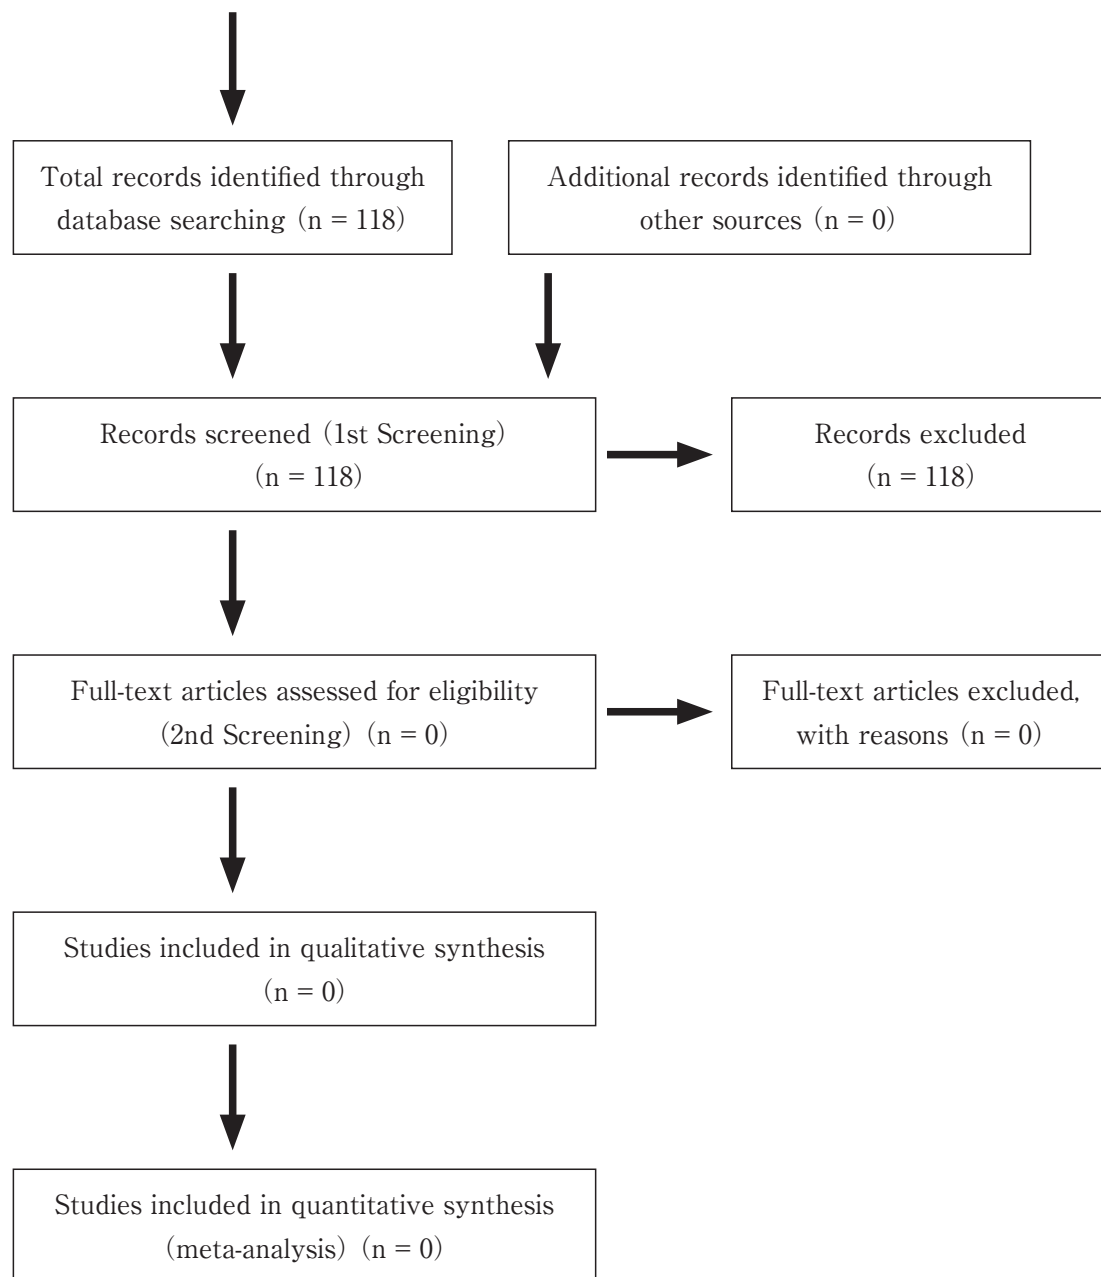 Total records identified through
database searching (n = 118)
Additional records identified through
other sources (n = 0)
Records screened (1st Screening)
(n = 118)
Records excluded
(n = 118)
Full-text articles assessed for eligibility
(2nd Screening) (n = 0)
Full-text articles excluded,
with reasons (n = 0)
Studies included in qualitative synthesis
(n = 0)
Studies included in quantitative synthesis
(meta-analysis) (n = 0)